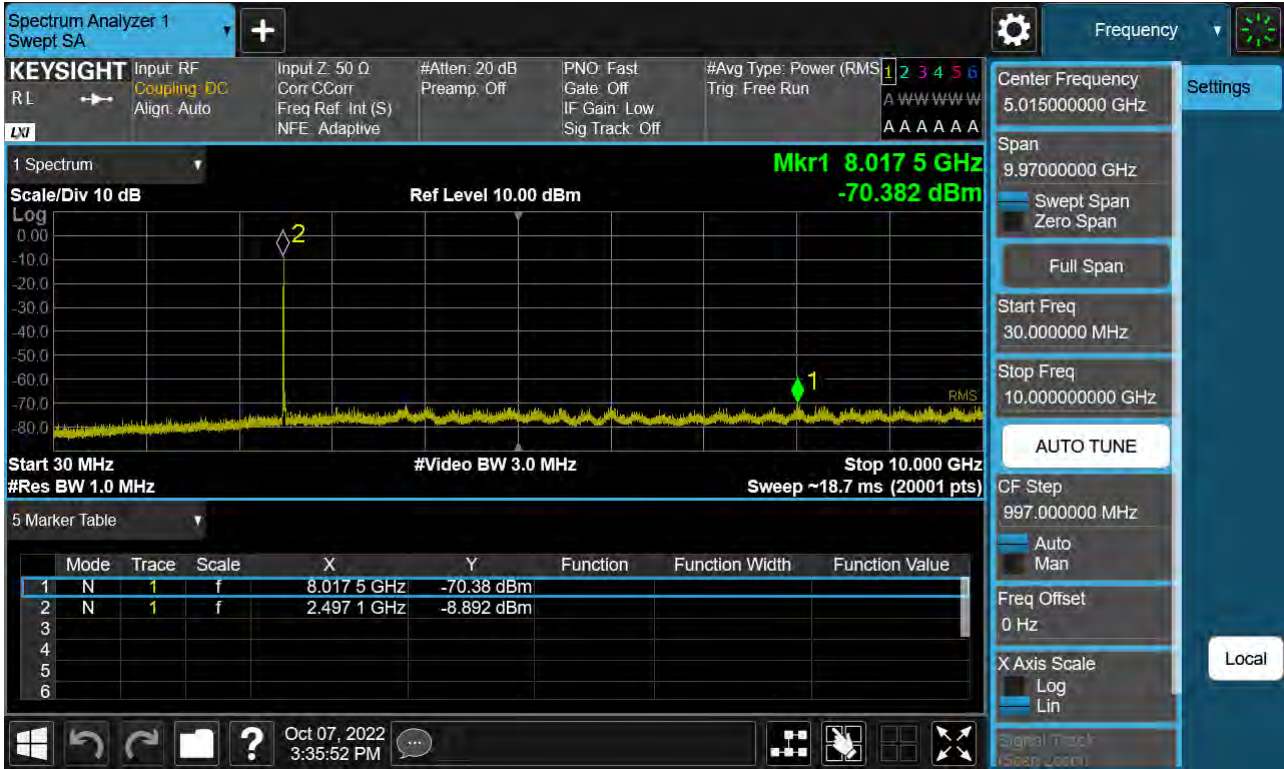 Spectrum Analyzer 1
Swept SA
+
Frequency
KEYSIGHT
RL
LXI
Input: RF
Coupling: DC
Align: Auto
Input Z: 50 Ω
Corr CCorr
Freq Ref: Int (S)
NFE: Adaptive
#Atten: 20 dB
Preamp: Off
PNO: Fast
Gate: Off
IF Gain: Low
Sig Track: Off
#Avg Type: Power (RMS
Trig: Free Run
1 2 3 4 5 6
A W W W W W
A A A A A A
1 Spectrum
Scale/Div 10 dB
Ref Level 10.00 dBm
Mkr1 8.017 5 GHz
-70.382 dBm
Log
0.00
-10.0
-20.0
-30.0
-40.0
-50.0
-60.0
-70.0
-80.0
2
1
RMS
Start 30 MHz
#Video BW 3.0 MHz
Stop 10.000 GHz
#Res BW 1.0 MHz
Sweep ~18.7 ms (20001 pts)
5 Marker Table
Mode Trace Scale X Y Function Function Width Function Value
1 N 1 f 8.017 5 GHz -70.38 dBm
2 N 1 f 2.497 1 GHz -8.892 dBm
3
4
5
6
?
Oct 07, 2022
3:35:52 PM
Center Frequency
5.015000000 GHz
Span
9.97000000 GHz
Swept Span
Zero Span
Full Span
Start Freq
30.000000 MHz
Stop Freq
10.000000000 GHz
AUTO TUNE
CF Step
997.000000 MHz
Auto
Man
Freq Offset
0 Hz
X Axis Scale
Log
Lin
Signal Track
(Span Zoom)
Settings
Local